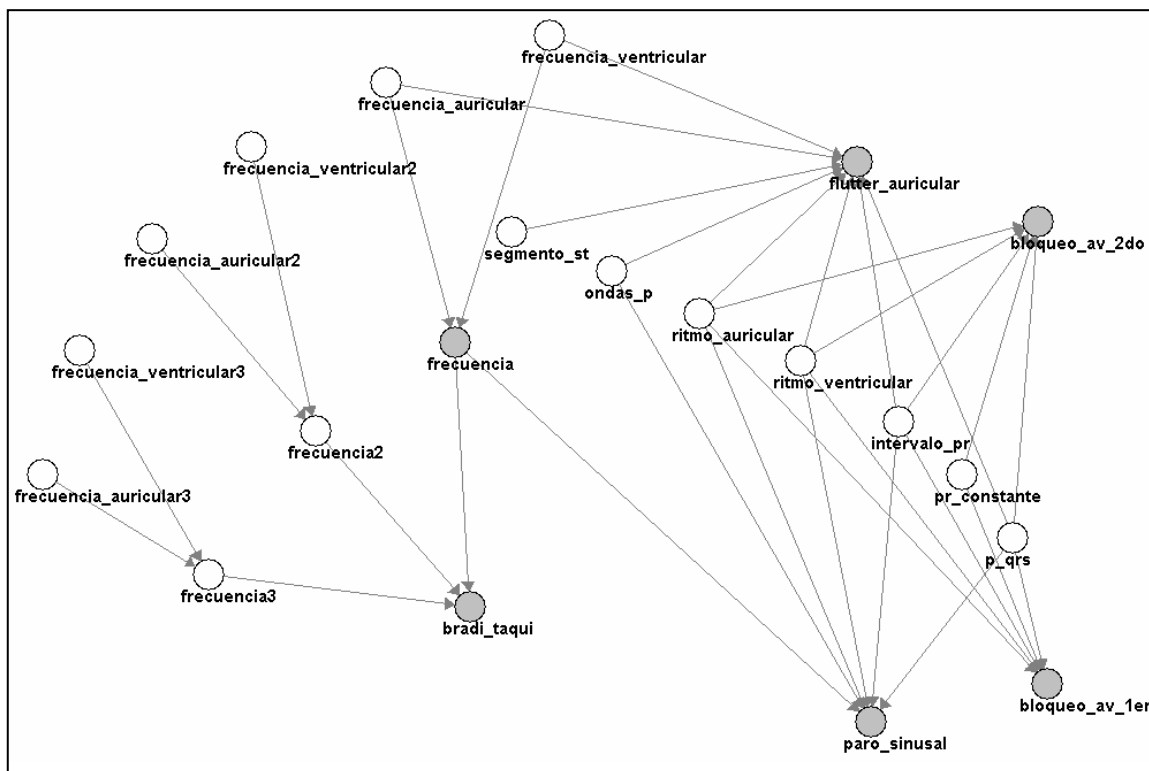 frecuencia_ventricular
frecuencia_auricular
frecuencia_ventricular2
flutter_auricular
bloqueo_av_2do
segmento_st
frecuencia_auricular2
ondas_p
ritmo_auricular
frecuencia_ventricular3
frecuencia
ritmo_ventricular
intervalo_pr
frecuencia2
frecuencia_auricular3
pr_constante
p_qrs
frecuencia3
bradi_taqui
bloqueo_av_1er
paro_sinusal